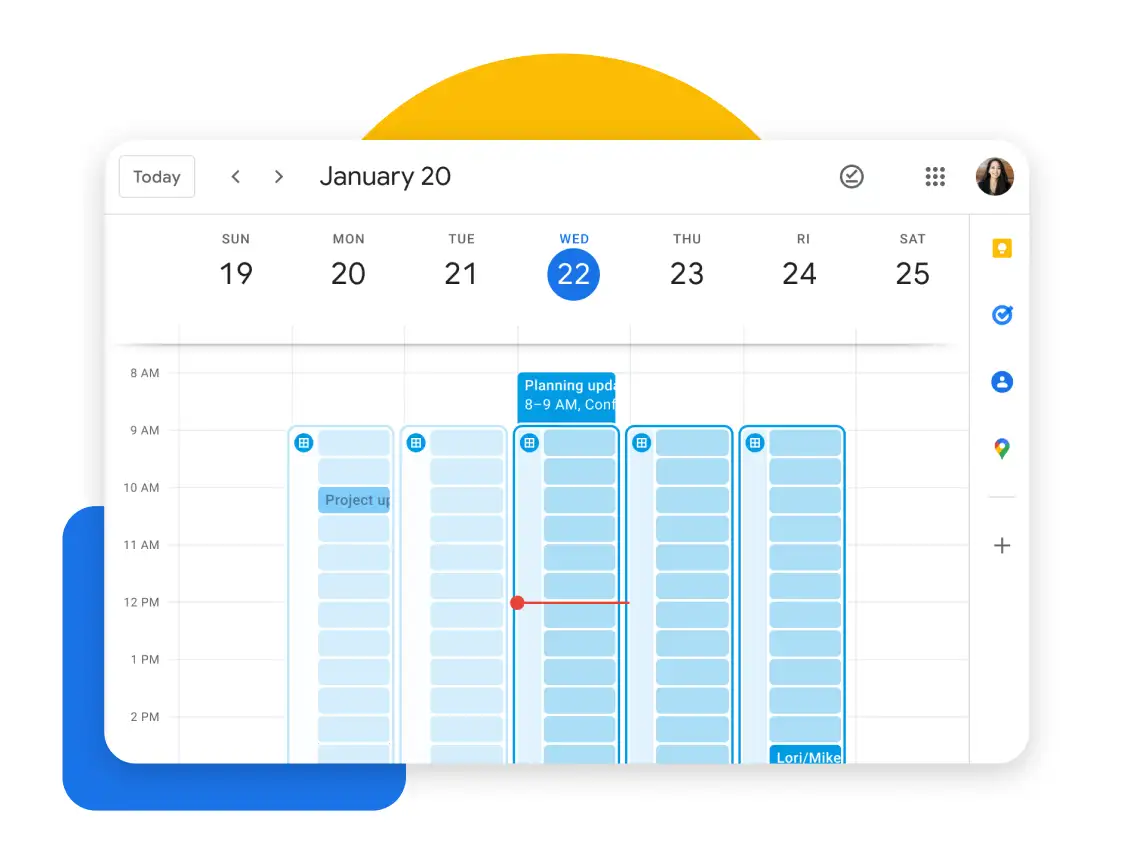 Today
January 20
SUN
MON
TUE
WED
THU
RI
SAT
19
20
21
22
23
24
25
8 AM
Planning upda
8–9 AM, Conf
9 AM
10 AM
Project up
11 AM
12 PM
1 PM
2 PM
Lori/Mike